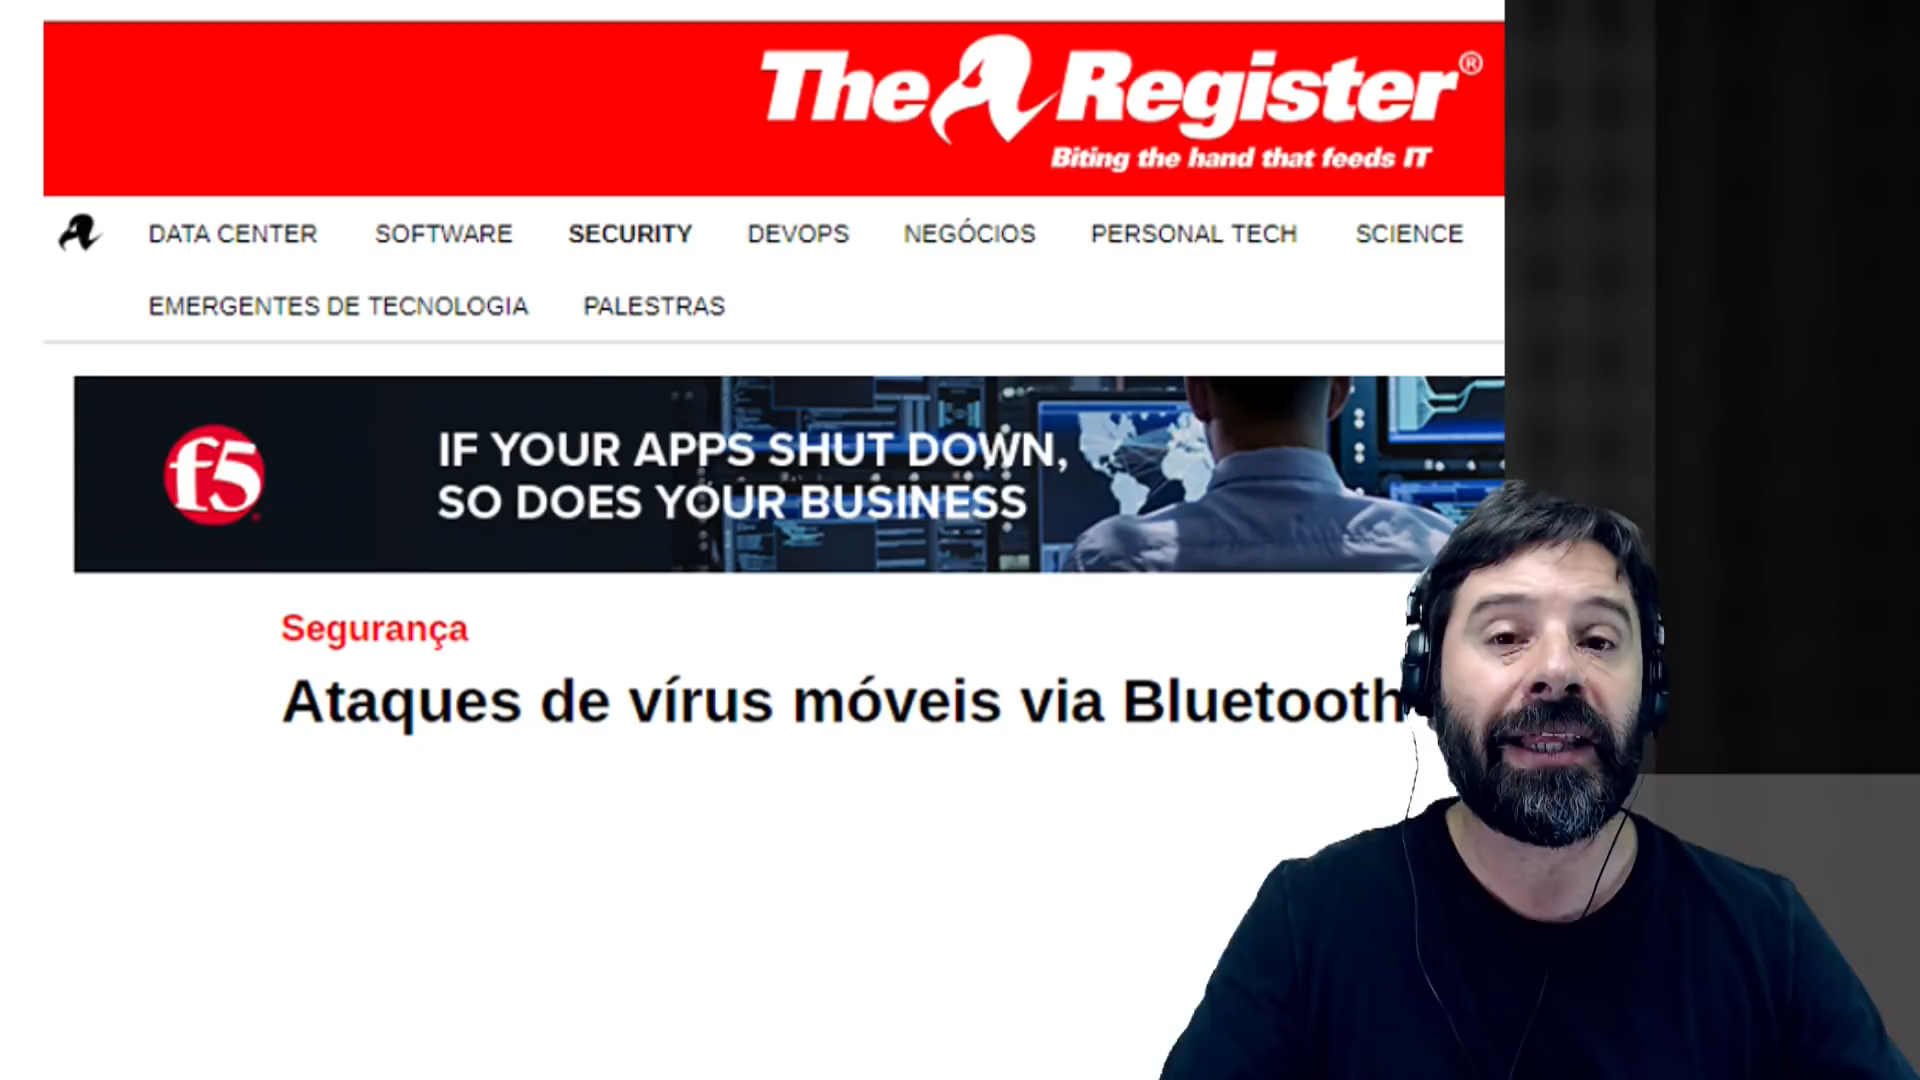 The Register®
Biting the hand that feeds IT
DATA CENTER SOFTWARE SECURITY DEVOPS NEGÓCIOS PERSONAL TECH SCIENCE
EMERGENTES DE TECNOLOGIA PALESTRAS
f5
IF YOUR APPS SHUT DOWN,
SO DOES YOUR BUSINESS
Segurança
Ataques de vírus móveis via Bluetooth